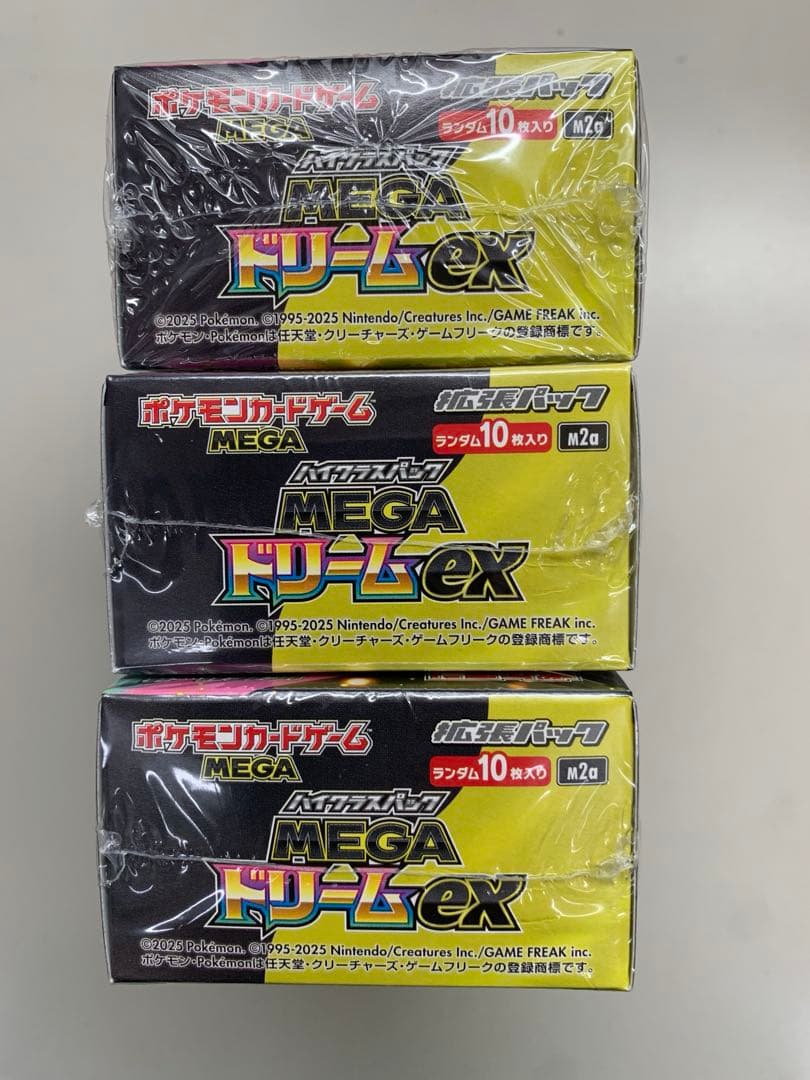 ポケモンカードゲーム 拡張パック
MEGA ランダム10枚入り M2a
ハイクラスパック
MEGA
ドリームex
©2025 Pokémon. ©1995-2025 Nintendo/Creatures Inc./GAME FREAK inc.
ポケモン・Pokémonは任天堂・クリーチャーズ・ゲームフリークの登録商標です。
ポケモンカードゲーム 拡張パック
MEGA ランダム10枚入り M2a
ハイクラスパック
MEGA
ドリームex
©2025 Pokémon. ©1995-2025 Nintendo/Creatures Inc./GAME FREAK inc.
ポケモン・Pokémonは任天堂・クリーチャーズ・ゲームフリークの登録商標です。
ポケモンカードゲーム 拡張パック
MEGA ランダム10枚入り M2a
ハイクラスパック
MEGA
ドリームex
©2025 Pokémon. ©1995-2025 Nintendo/Creatures Inc./GAME FREAK inc.
ポケモン・Pokémonは任天堂・クリーチャーズ・ゲームフリークの登録商標です。